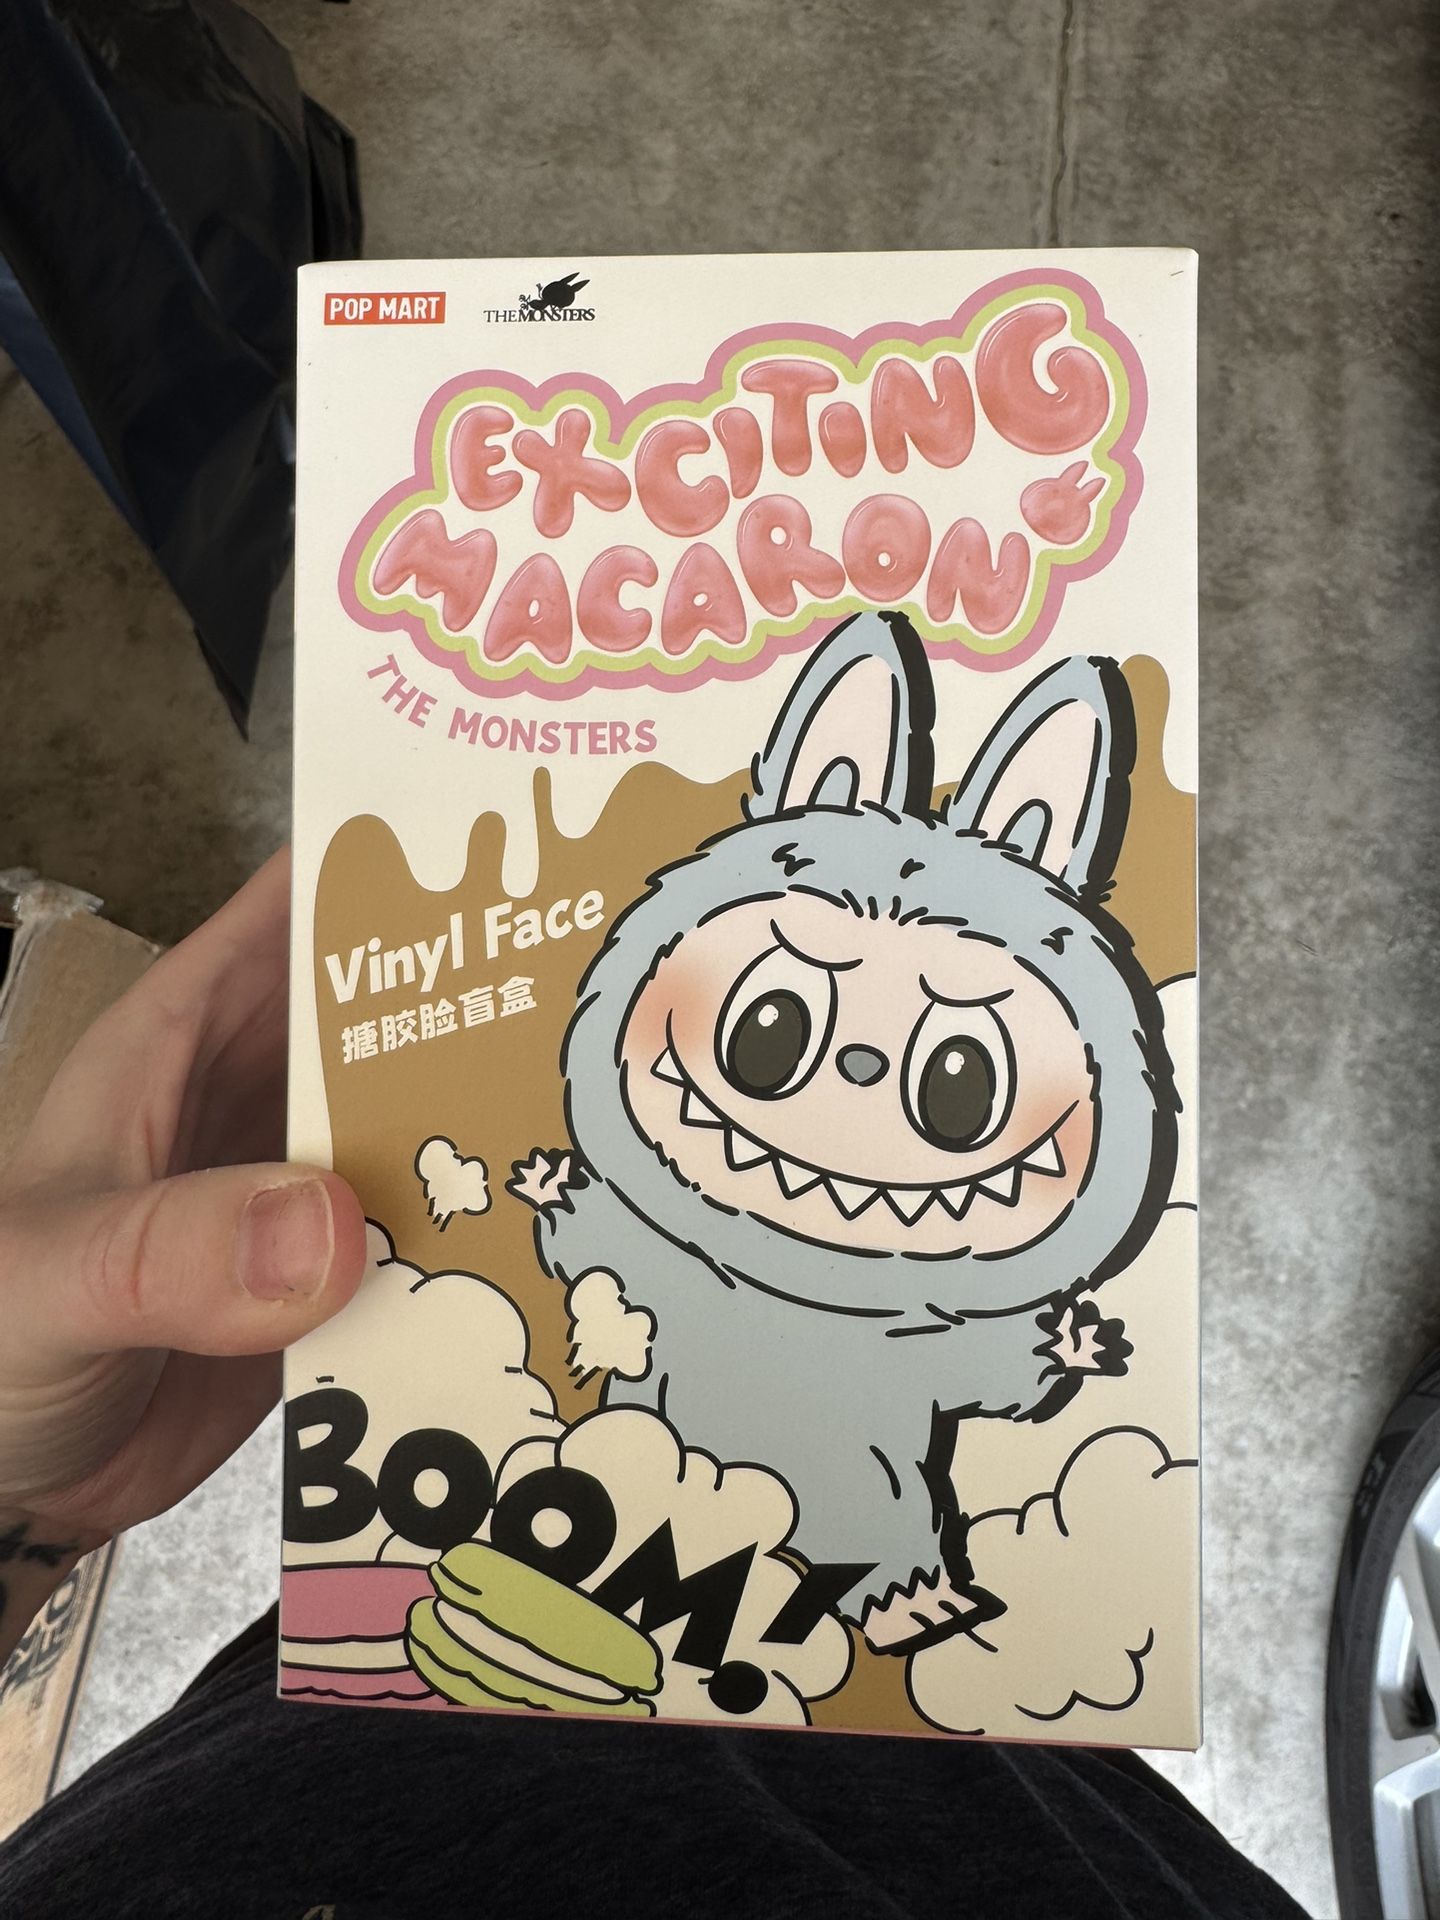 POP MART
THE MONSTERS
EXCITING
MACARON
THE MONSTERS
Vinyl Face
搪胶脸盲盒
BOOM!